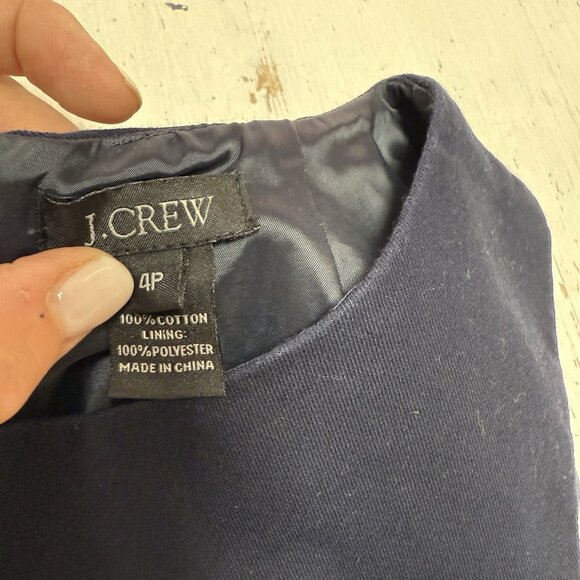 J.CREW
4P
100%COTTON
LINING:
100%POLYESTER
MADE IN CHINA